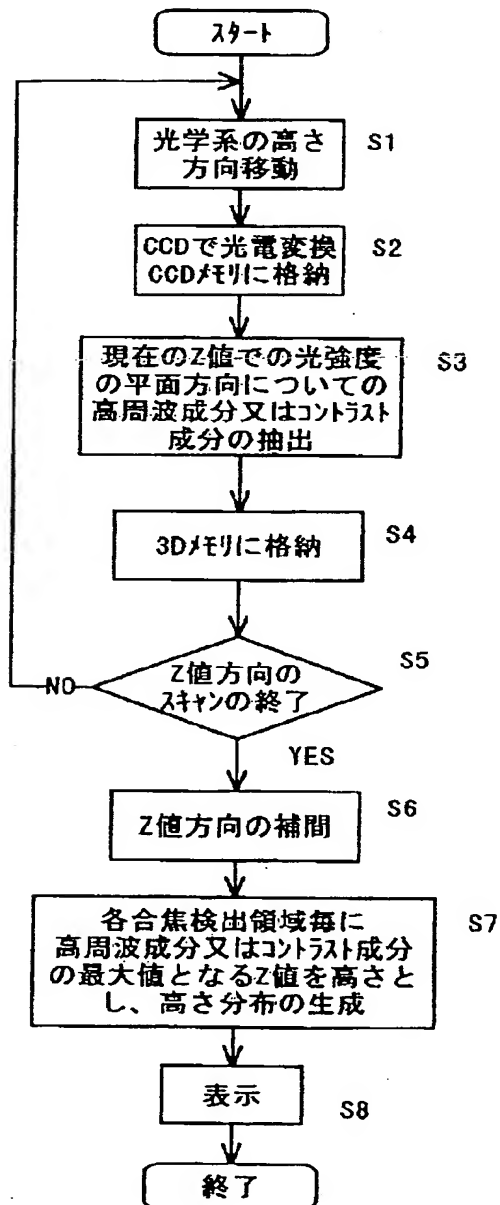 スタート
光学系の高さ
方向移動
S1
CCDで光電変換
CCDメモリに格納
S2
現在のZ値での光強度
の平面方向についての
高周波成分又はコントラスト
成分の抽出
S3
3Dメモリに格納
S4
Z値方向の
スキャンの終了
S5
NO
YES
Z値方向の補間
S6
各合焦検出領域毎に
高周波成分又はコントラスト成分
の最大値となるZ値を高さと
し、高さ分布の生成
S7
表示
S8
終了